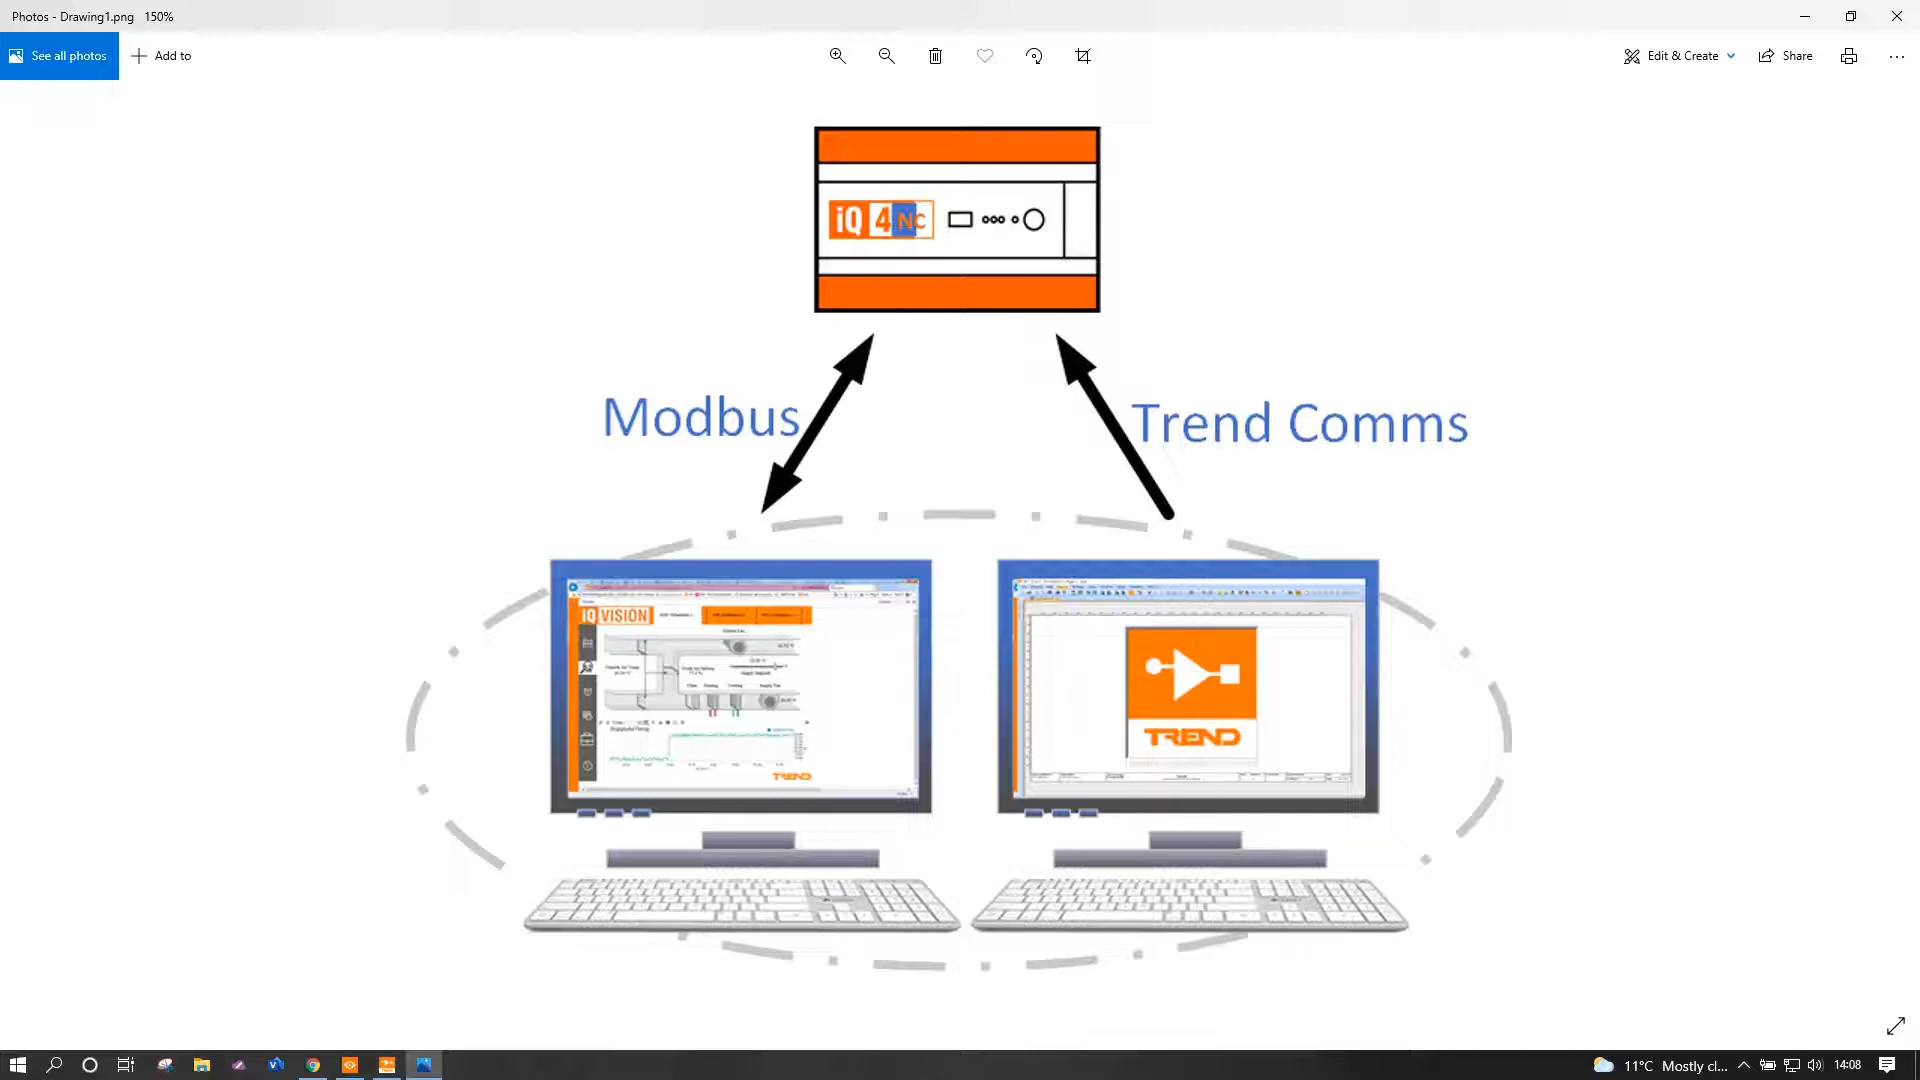 Photos - Drawing1.png 150%
See all photos
Add to
Edit & Create
Share
iQ 4 NC
Modbus
Trend Comms
iQ VISION
TREND
TREND
11°C Mostly cl...
14:08